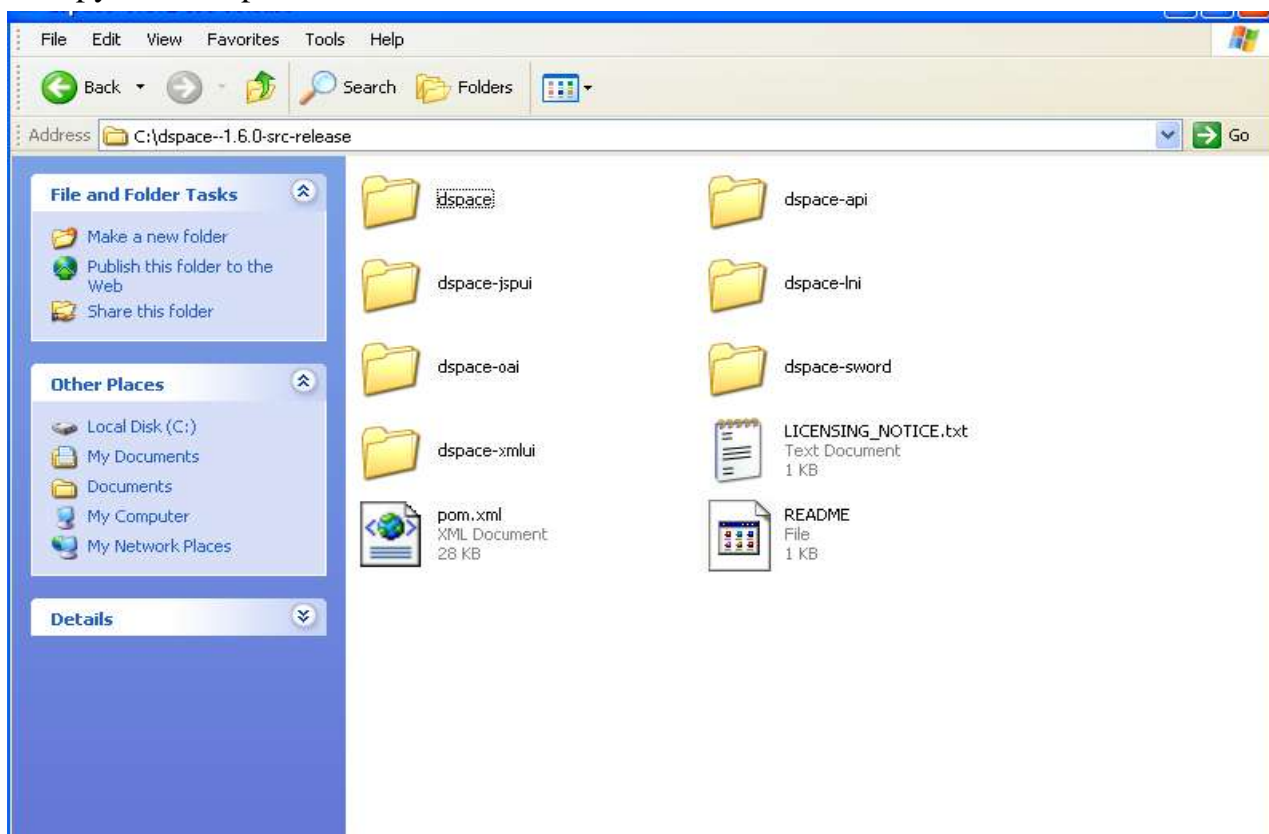 File Edit View Favorites Tools Help
Back Search Folders
Address C:\dspace--1.6.0-src-release Go
File and Folder Tasks
Make a new folder
Publish this folder to the
Web
Share this folder
Other Places
Local Disk (C:)
My Documents
Documents
My Computer
My Network Places
Details
dspace
dspace-api
dspace-jspui
dspace-lni
dspace-oai
dspace-sword
dspace-xmlui
LICENSING_NOTICE.txt
Text Document
1 KB
pom.xml
XML Document
28 KB
README
File
1 KB